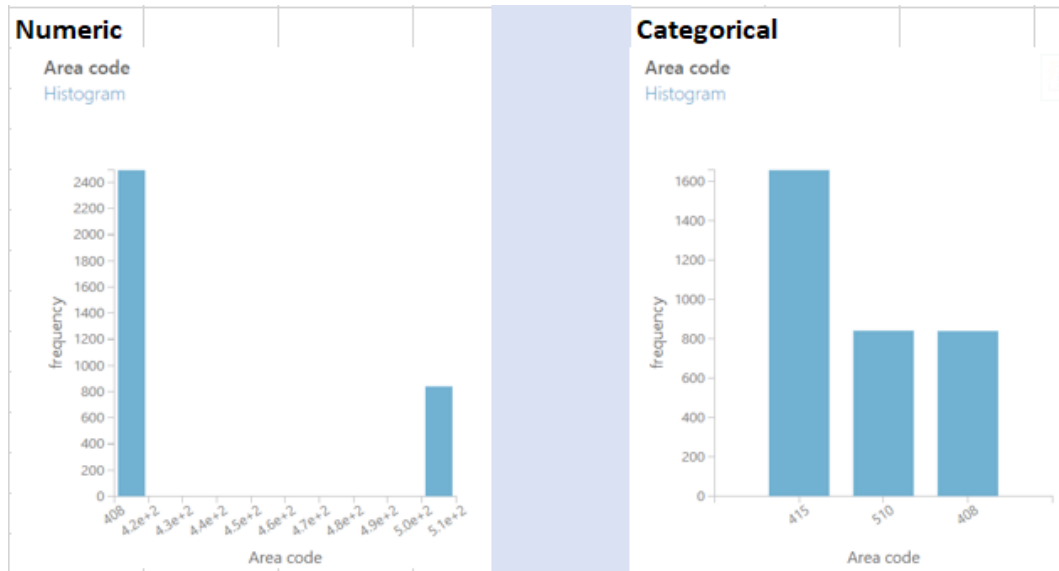 Numeric
Area code
Histogram
2400
2200
2000
1800
1600
1400
1200
1000
800
600
400
200
0
frequency
408
4.2e+2
4.3e+2
4.4e+2
4.5e+2
4.6e+2
4.7e+2
4.8e+2
4.9e+2
5.0e+2
5.1e+2
Area code
Categorical
Area code
Histogram
1600
1400
1200
1000
800
600
400
200
0
frequency
415
510
408
Area code